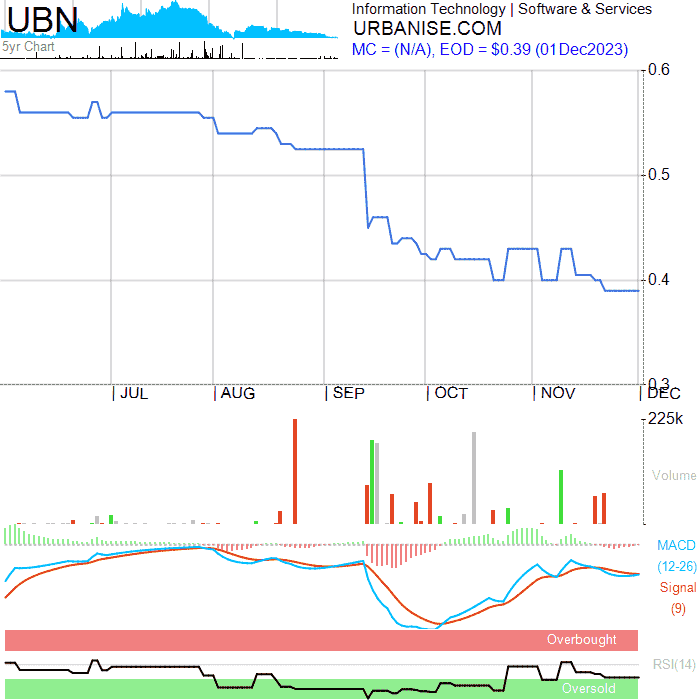 UBN
5yr Chart
Information Technology | Software & Services
URBANISE.COM
MC = (N/A), EOD = $0.39 (01Dec2023)
0.6
0.5
0.4
0.3
JUL AUG SEP OCT NOV DEC
225k
Volume
MACD
(12-26)
Signal
(9)
Overbought
RSI(14)
Oversold